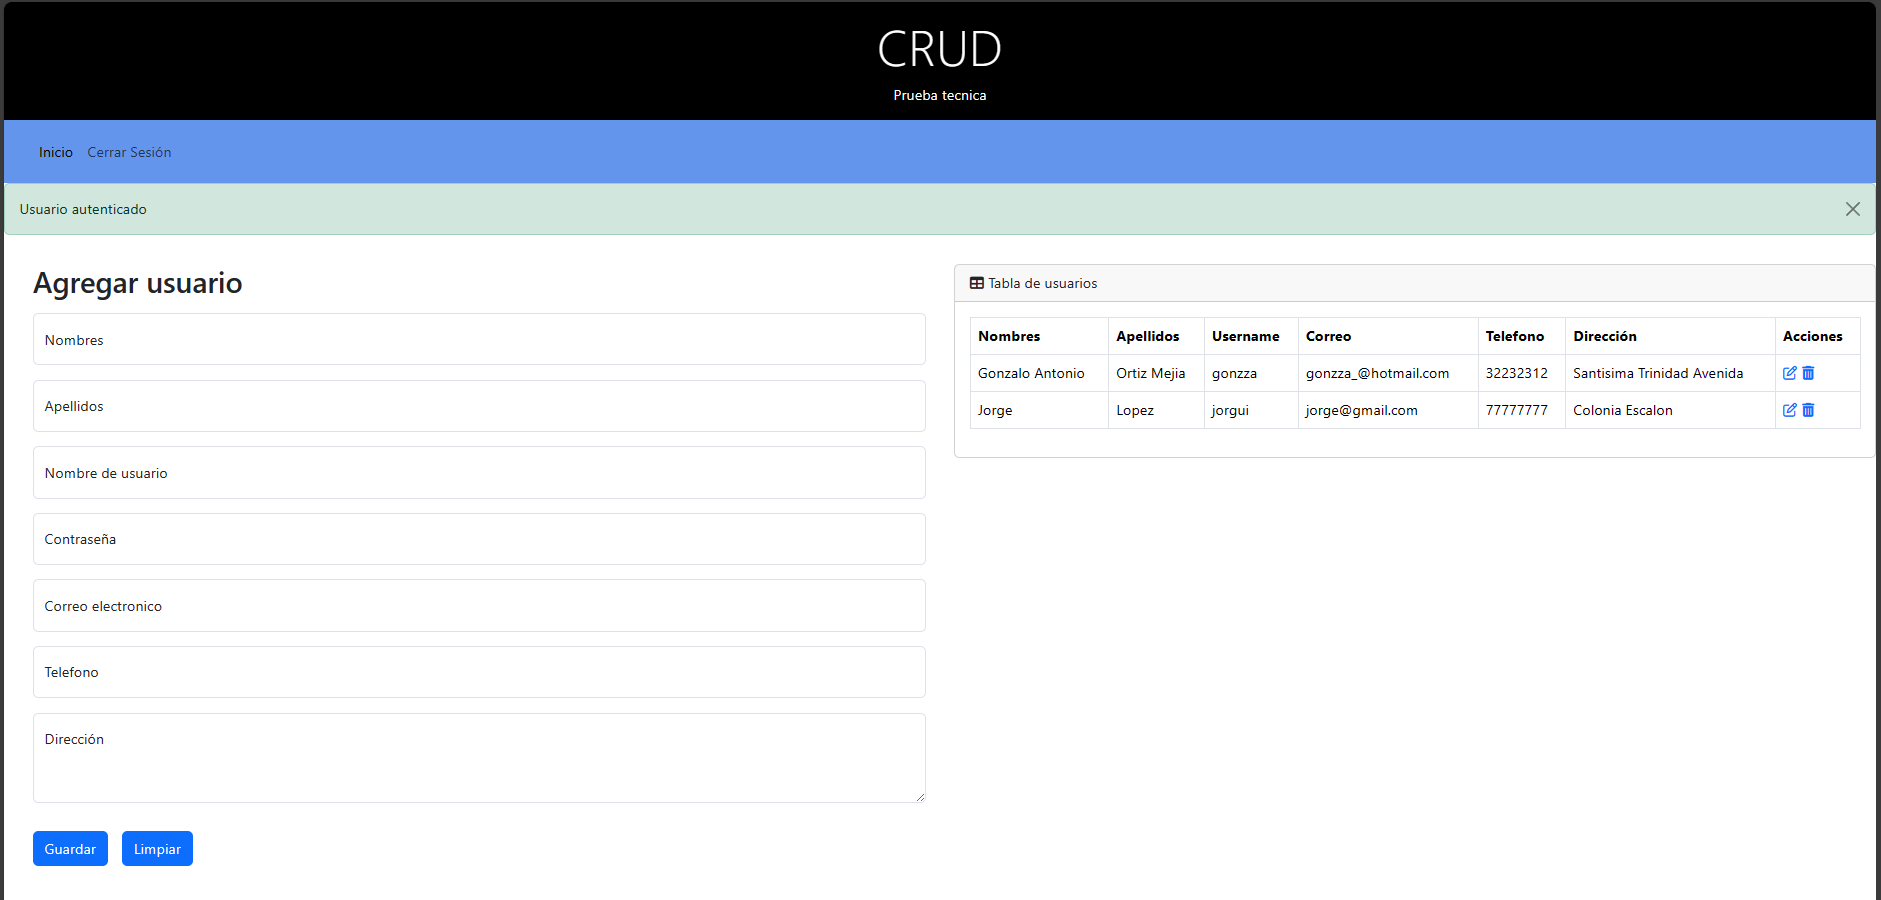 CRUD
Prueba tecnica
Inicio Cerrar Sesión
Usuario autenticado
Agregar usuario
Nombres
Apellidos
Nombre de usuario
Contraseña
Correo electronico
Telefono
Dirección
Guardar Limpiar
Tabla de usuarios
Nombres Apellidos Username Correo Telefono Dirección Acciones
Gonzalo Antonio Ortiz Mejia gonzza gonzza_@hotmail.com 32232312 Santisima Trinidad Avenida
Jorge Lopez jorgui jorge@gmail.com 77777777 Colonia Escalon